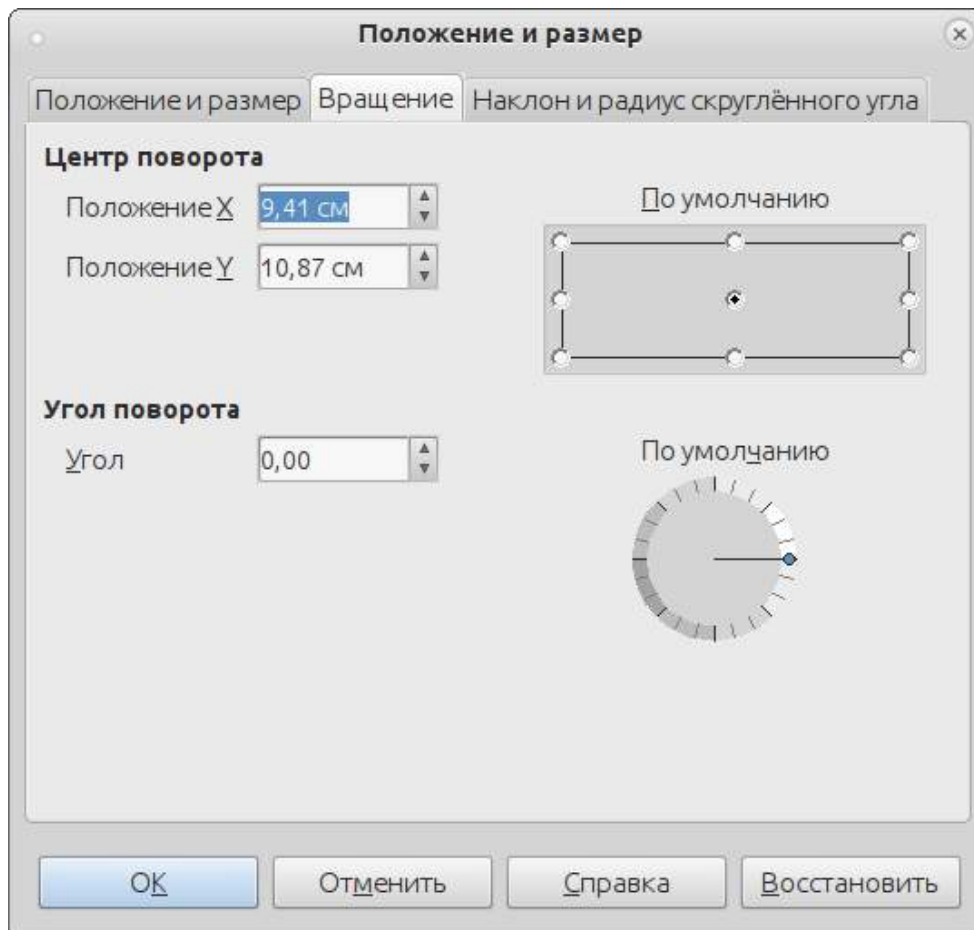 Положение и размер
Положение и размер Вращение Наклон и радиус скруглённого угла
Центр поворота
Положение X 9,41 см
По умолчанию
Положение Y 10,87 см
Угол поворота
Угол 0,00
По умолчанию
OK Отменить Справка Восстановить